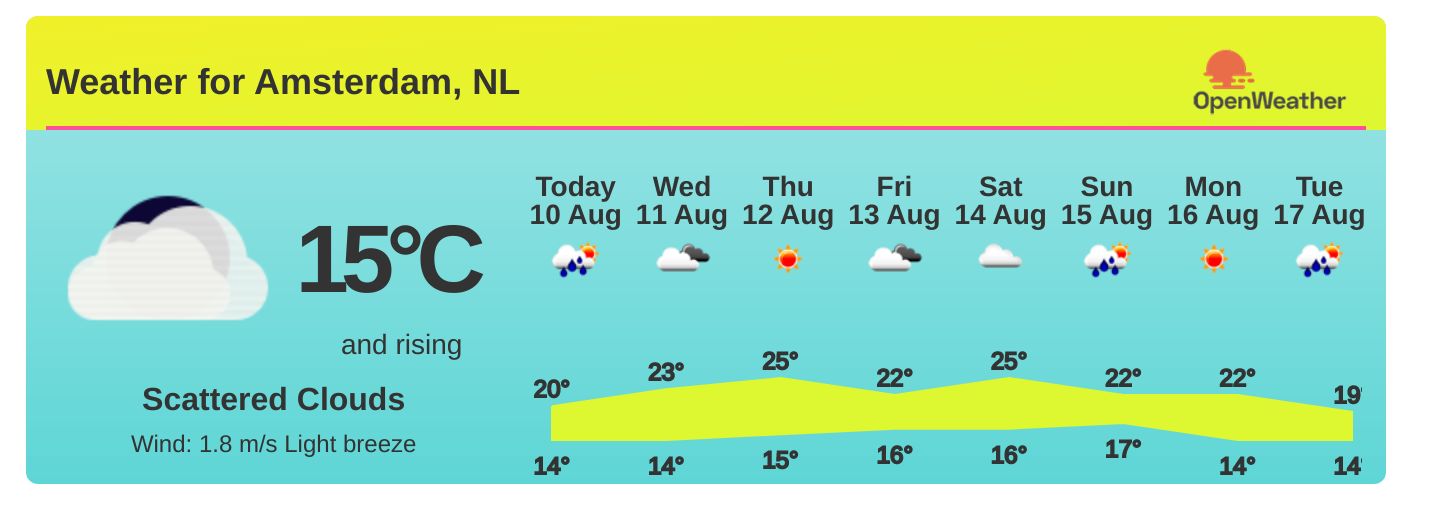 Weather for Amsterdam, NL
OpenWeather
15°C
and rising
Scattered Clouds
Wind: 1.8 m/s Light breeze
Today Wed Thu Fri Sat Sun Mon Tue
10 Aug 11 Aug 12 Aug 13 Aug 14 Aug 15 Aug 16 Aug 17 Aug
20° 23° 25° 22° 25° 22° 22° 19°
14° 14° 15° 16° 16° 17° 14° 14°